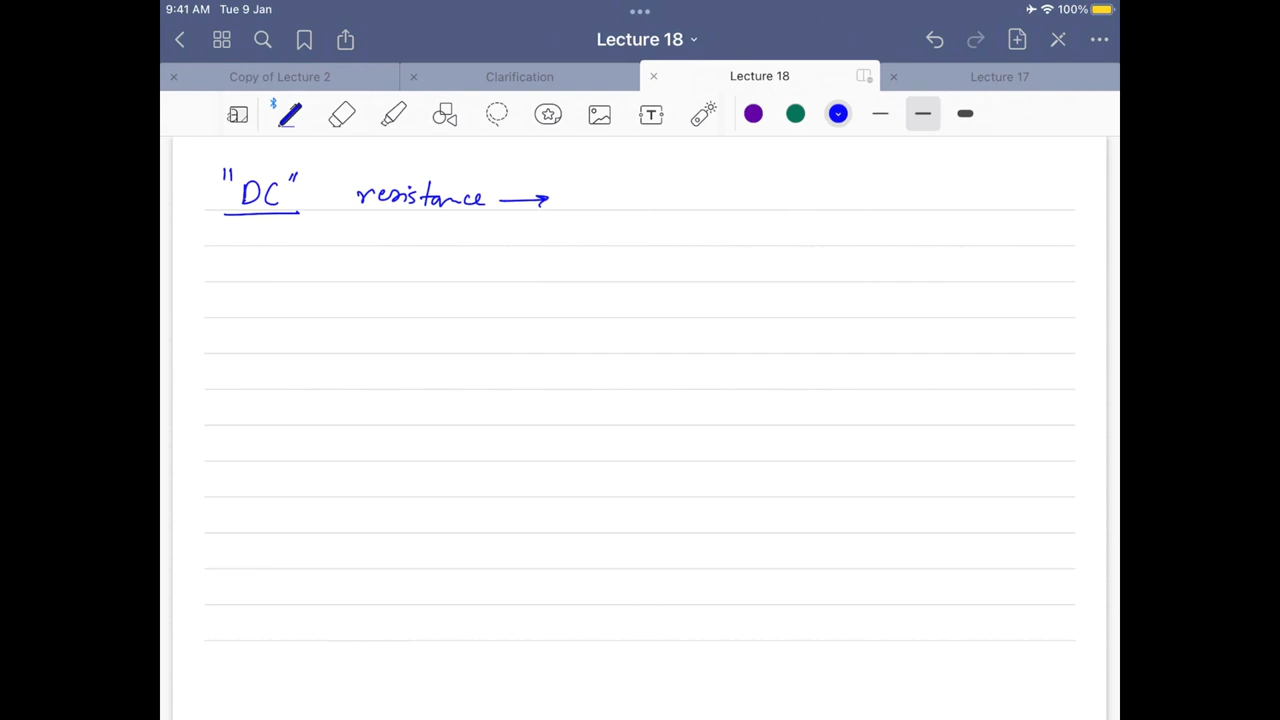 9:41 AM Tue 9 Jan 100%
Lecture 18
Copy of Lecture 2 Clarification Lecture 18 Lecture 17
T
"DC" resistance →